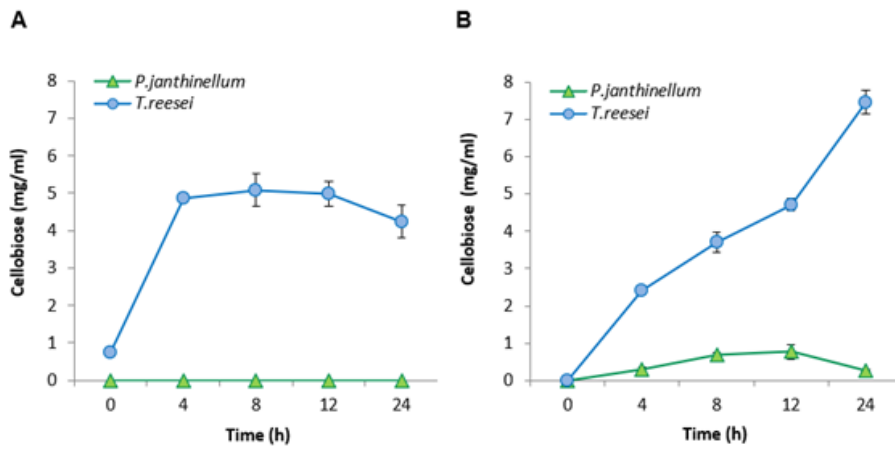 A
P.janthinellum
T.reesei
8
7
6
5
4
3
2
1
0
Cellobiose (mg/ml)
0 4 8 12 24
Time (h)
B
P.janthinellum
T.reesei
8
7
6
5
4
3
2
1
0
Cellobiose (mg/ml)
0 4 8 12 24
Time (h)